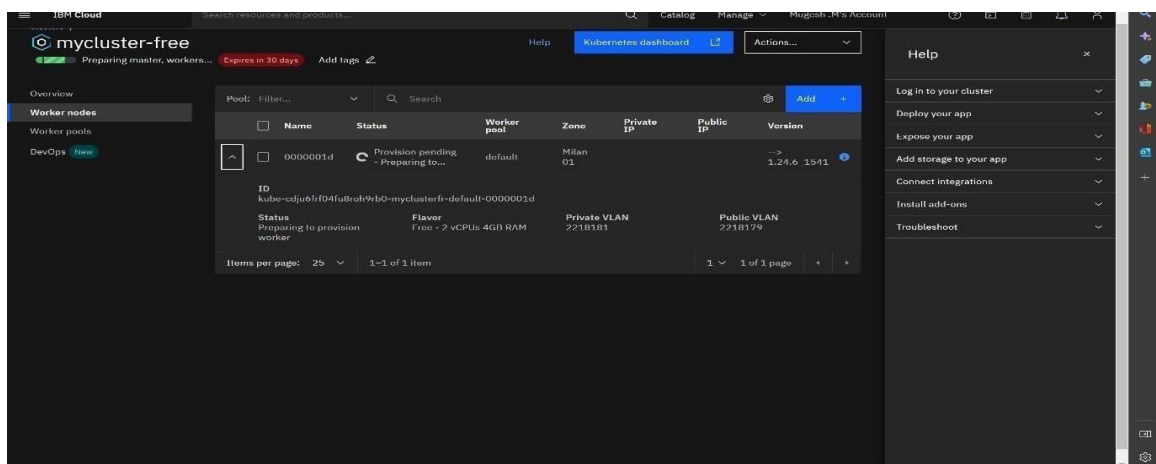 IBM Cloud
Search resources and products...
Catalog
Manage
Mugesh .M's Account
mycluster-free
Preparing master, workers...
Expires in 30 days
Add tags
Help
Kubernetes dashboard
Actions...
Overview
Worker nodes
Worker pools
DevOps New
Pool: Filter...
Search
Add +
Name
Status
Worker pool
Zone
Private IP
Public IP
Version
0000001d
Provision pending - Preparing to...
default
Milan 01
--> 1.24.6_1541
ID
kube-cdju6frf04fu8roh9rb0-myclusterfr-default-0000001d
Status
Preparing to provision worker
Flavor
Free - 2 vCPUs 4GB RAM
Private VLAN
2218181
Public VLAN
2218179
Items per page: 25
1–1 of 1 item
1
1 of 1 page
Help
Log in to your cluster
Deploy your app
Expose your app
Add storage to your app
Connect integrations
Install add-ons
Troubleshoot